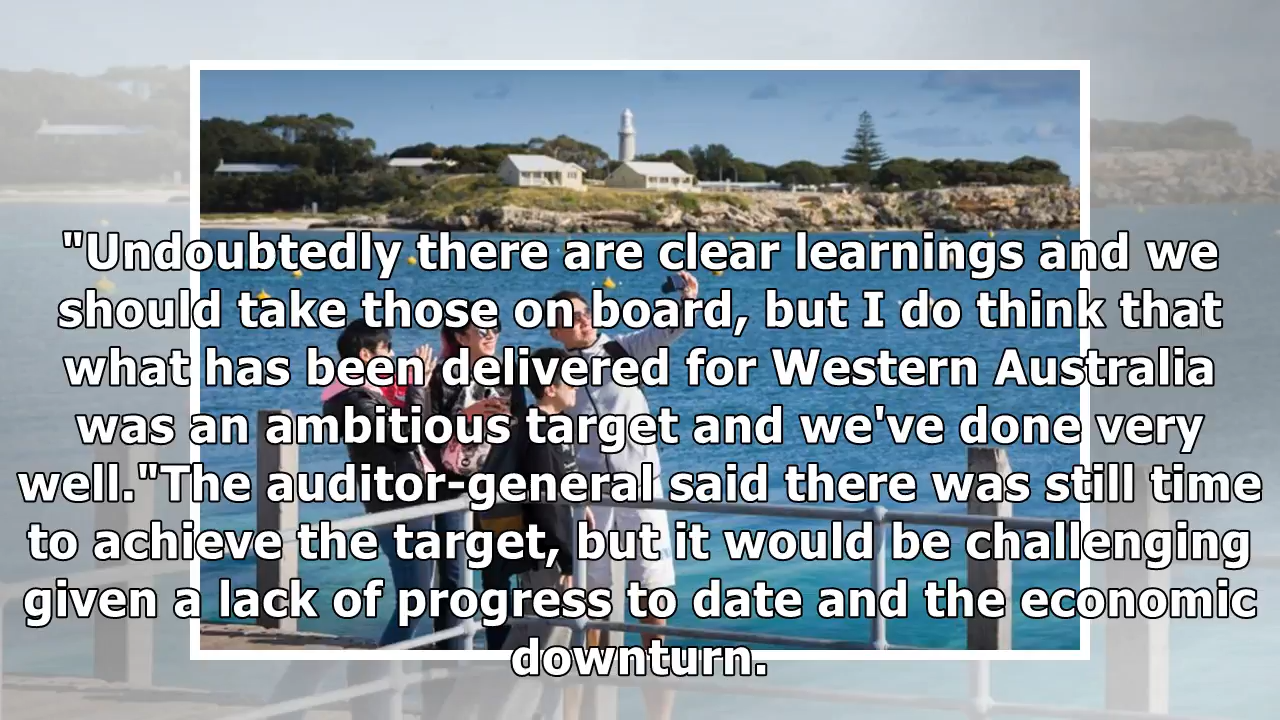 "Undoubtedly there are clear learnings and we
should take those on board, but I do think that
what has been delivered for Western Australia
was an ambitious target and we've done very
well."The auditor-general said there was still time
to achieve the target, but it would be challenging
given a lack of progress to date and the economic
downturn.